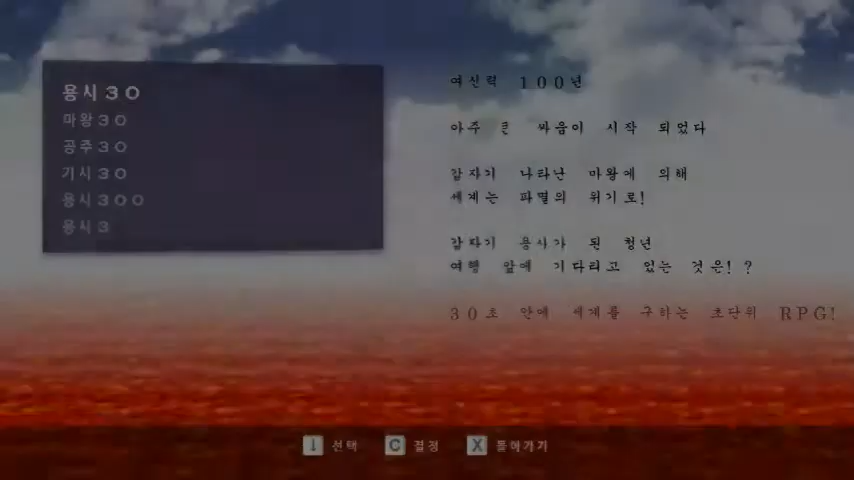 용사30
마왕30
공주30
기사30
용사300
용사3
여신력 100년
아주 큰 싸움이 시작 되었다
갑자기 나타난 마왕에 의해
세계는 파멸의 위기로!
갑자기 용사가 된 청년
여행 앞에 기다리고 있는 것은! ?
30초 안에 세계를 구하는 초단위 RPG!
↓ 선택 C 결정 X 돌아가기